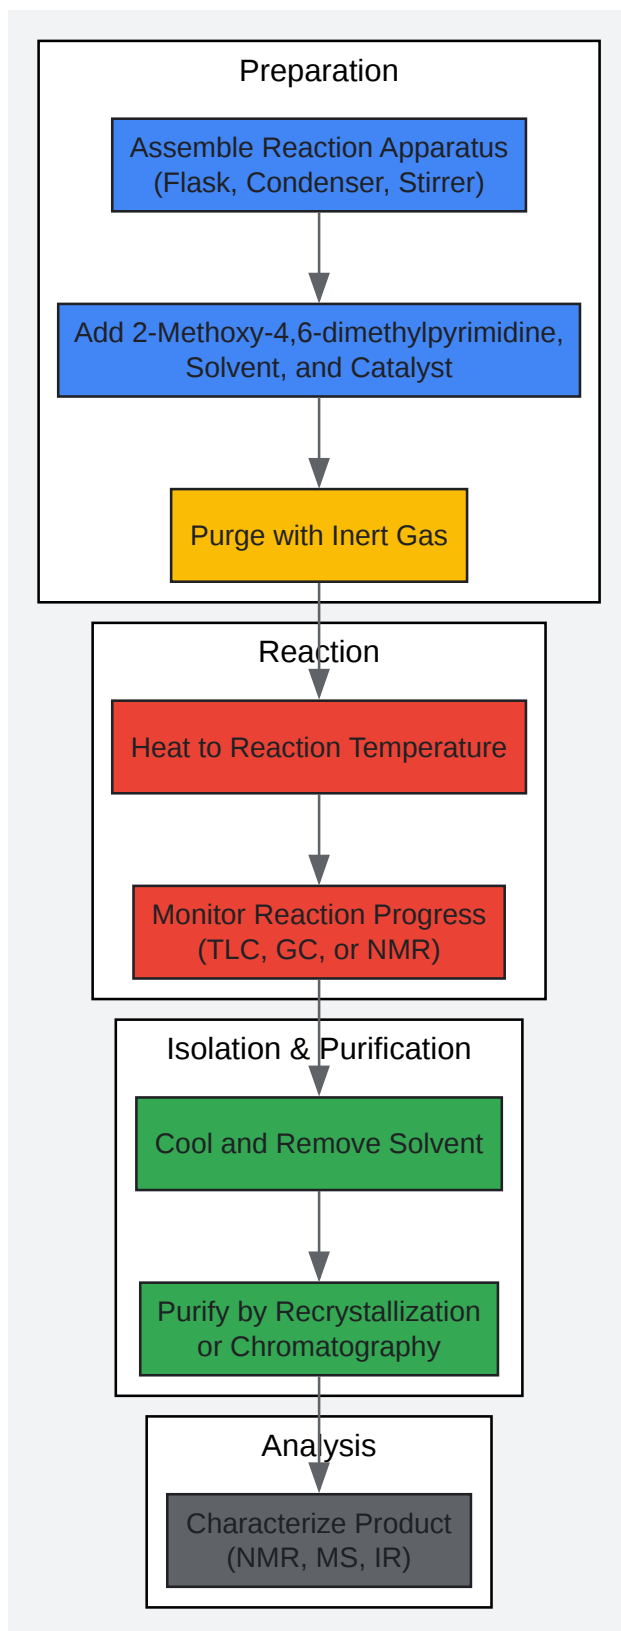 Preparation
Assemble Reaction Apparatus
(Flask, Condenser, Stirrer)
Add 2-Methoxy-4,6-dimethylpyrimidine,
Solvent, and Catalyst
Purge with Inert Gas
Reaction
Heat to Reaction Temperature
Monitor Reaction Progress
(TLC, GC, or NMR)
Isolation & Purification
Cool and Remove Solvent
Purify by Recrystallization
or Chromatography
Analysis
Characterize Product
(NMR, MS, IR)